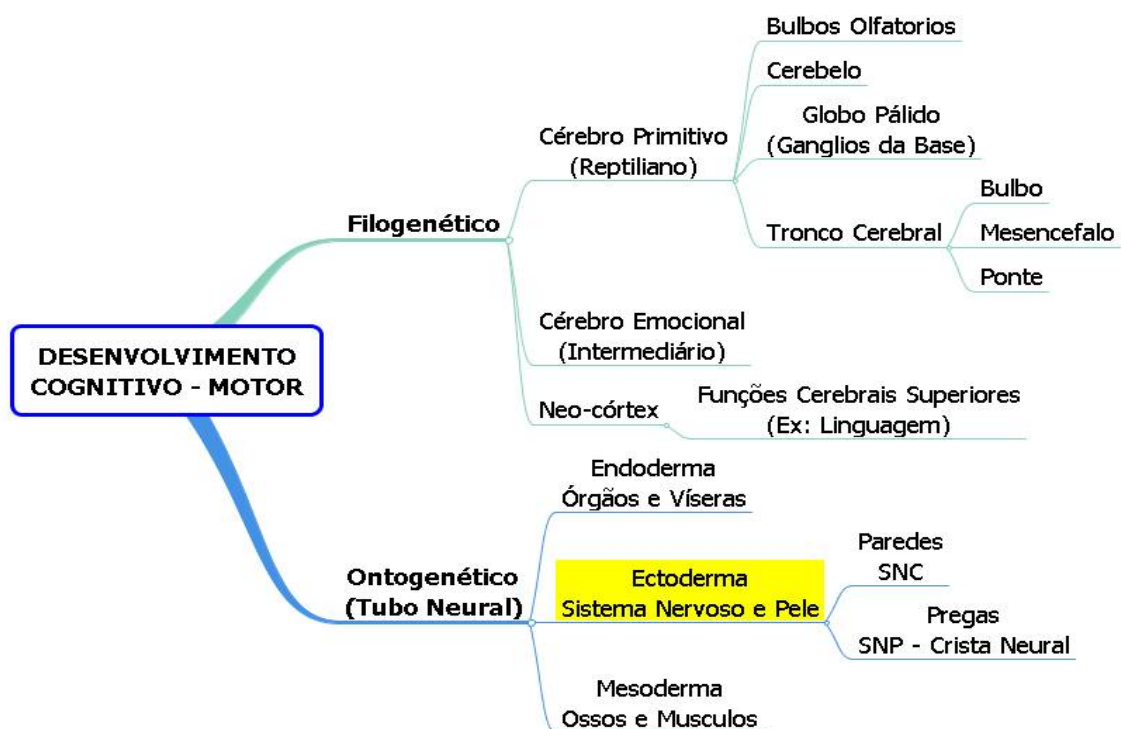 DESENVOLVIMENTO
COGNITIVO - MOTOR
Filogenético
Cérebro Primitivo
(Reptiliano)
Bulbos Olfatorios
Cerebelo
Globo Pálido
(Ganglios da Base)
Tronco Cerebral
Bulbo
Mesencefalo
Ponte
Cérebro Emocional
(Intermediário)
Neo-córtex
Funções Cerebrais Superiores
(Ex: Linguagem)
Ontogenético
(Tubo Neural)
Endoderma
Órgãos e Víseras
Ectoderma
Sistema Nervoso e Pele
Paredes
SNC
Pregas
SNP - Crista Neural
Mesoderma
Ossos e Musculos